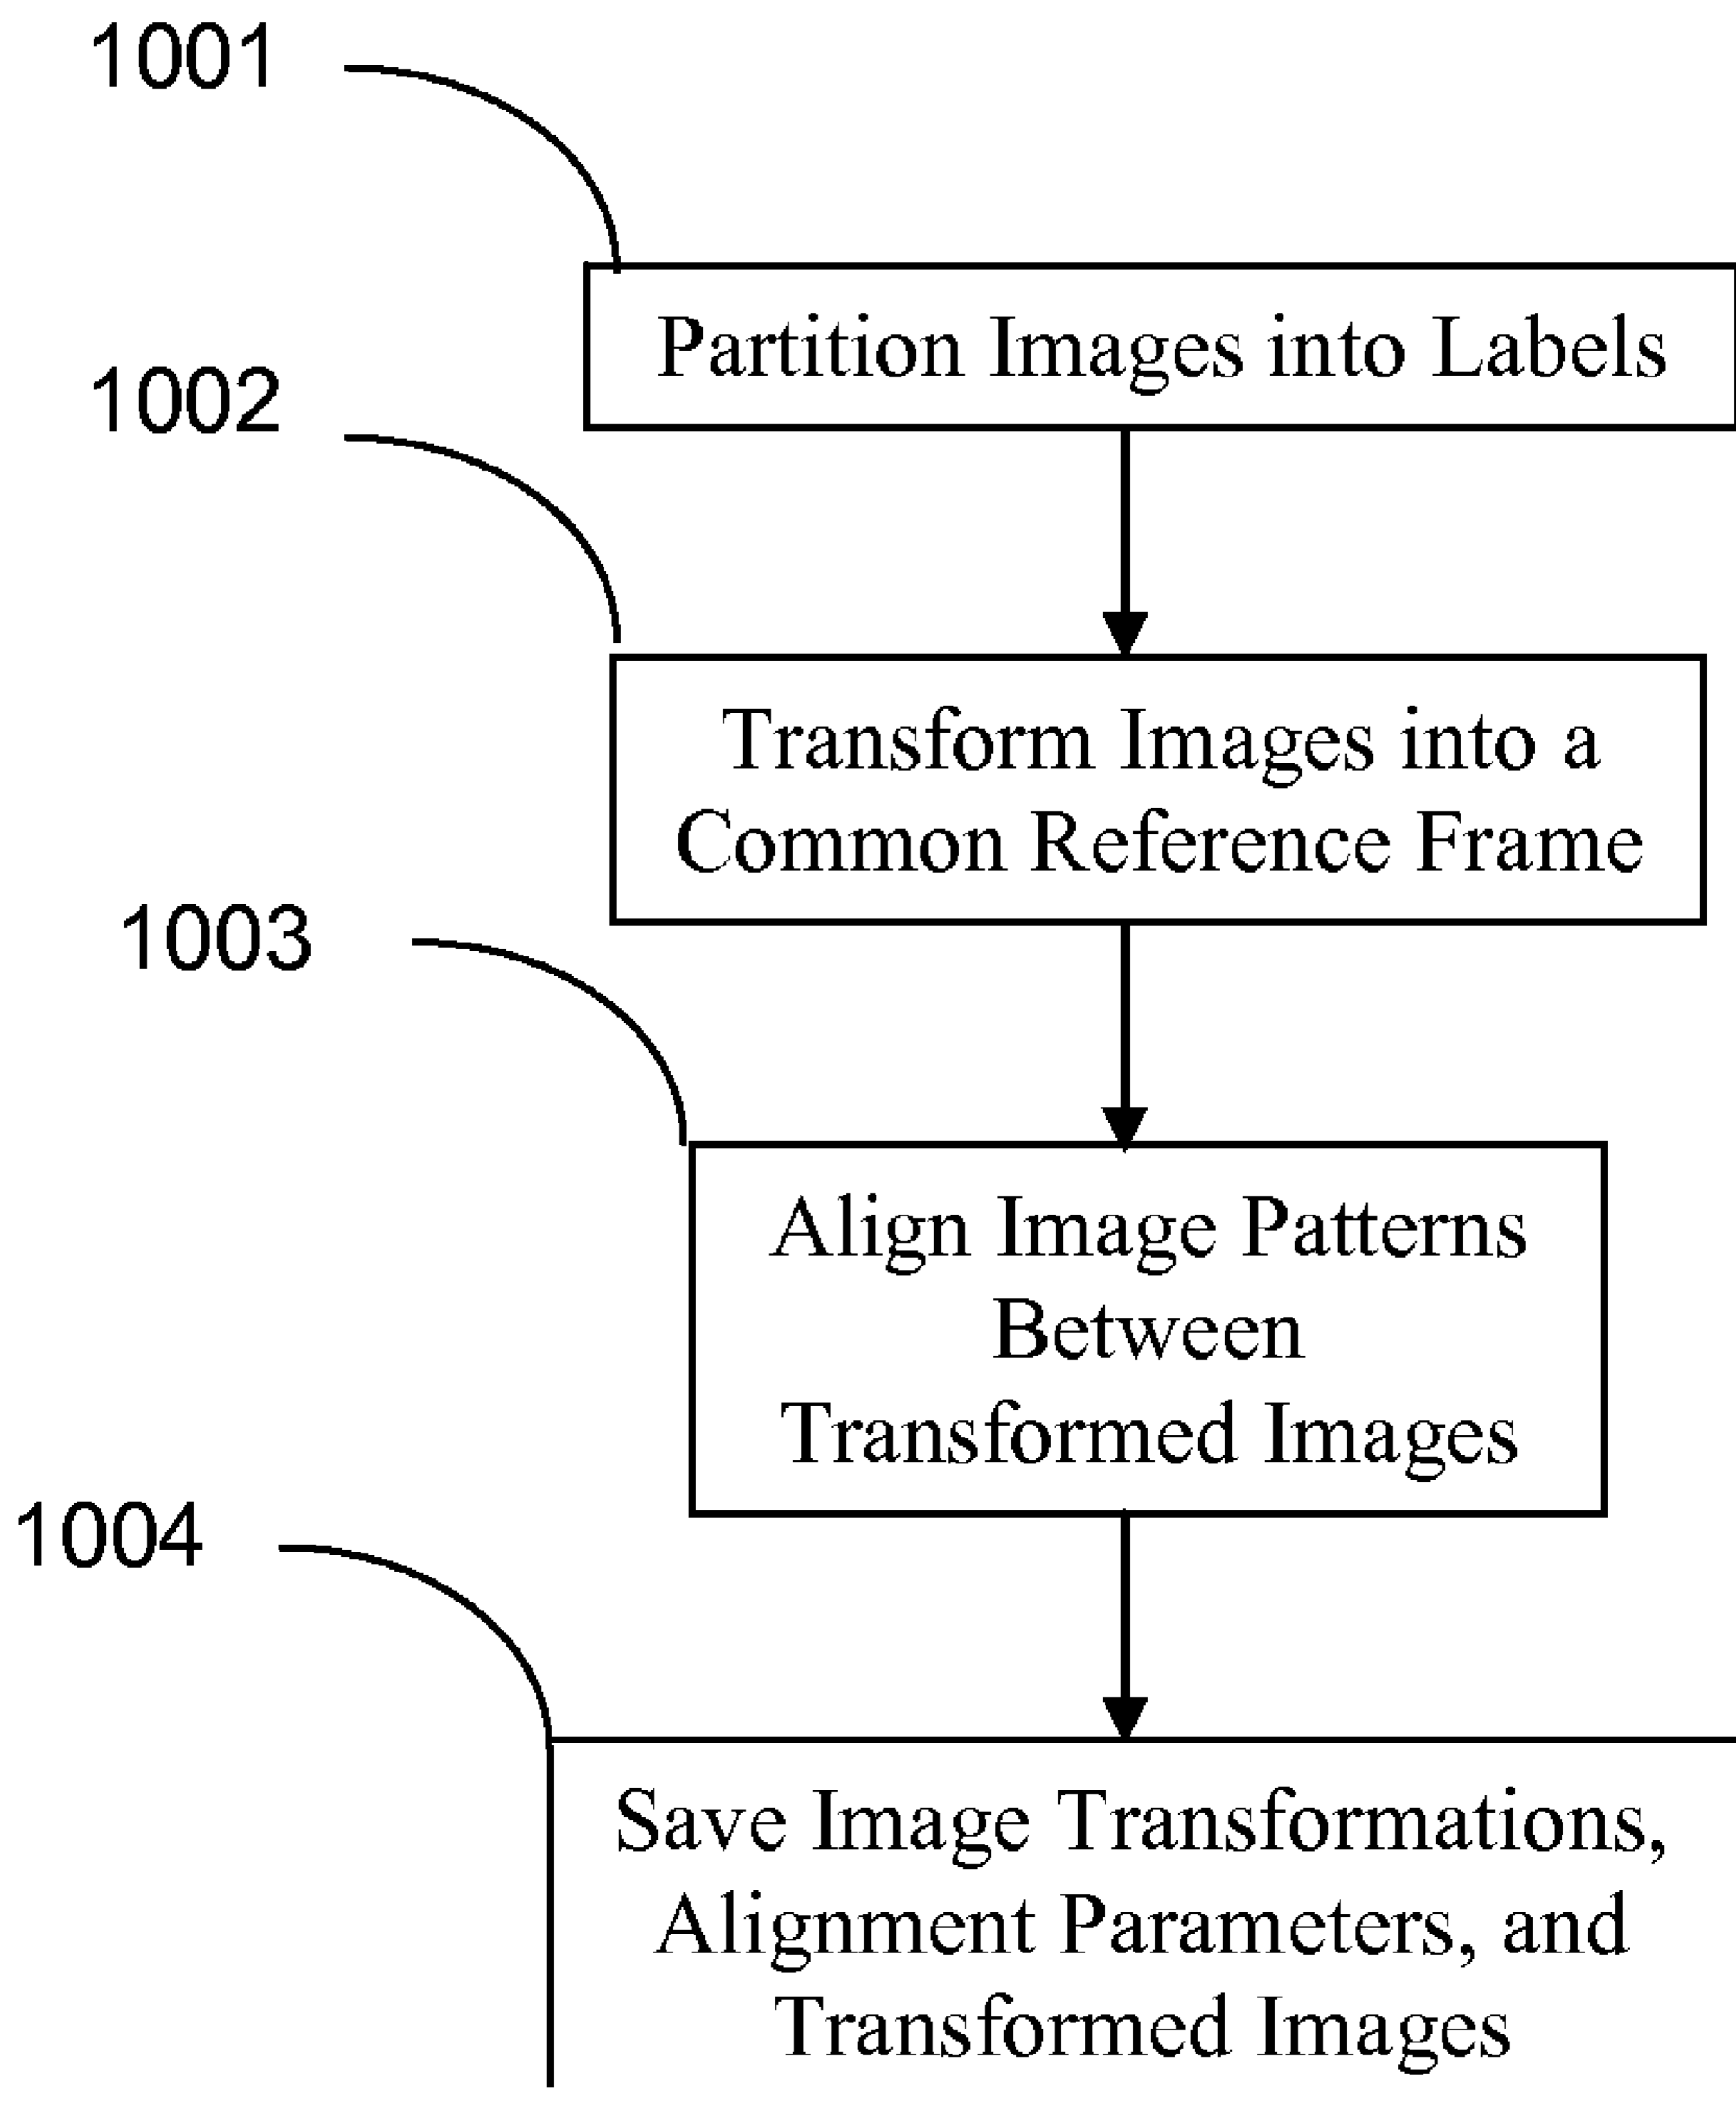 1001
Partition Images into Labels
1002
Transform Images into a
Common Reference Frame
1003
Align Image Patterns
Between
Transformed Images
1004
Save Image Transformations,
Alignment Parameters, and
Transformed Images